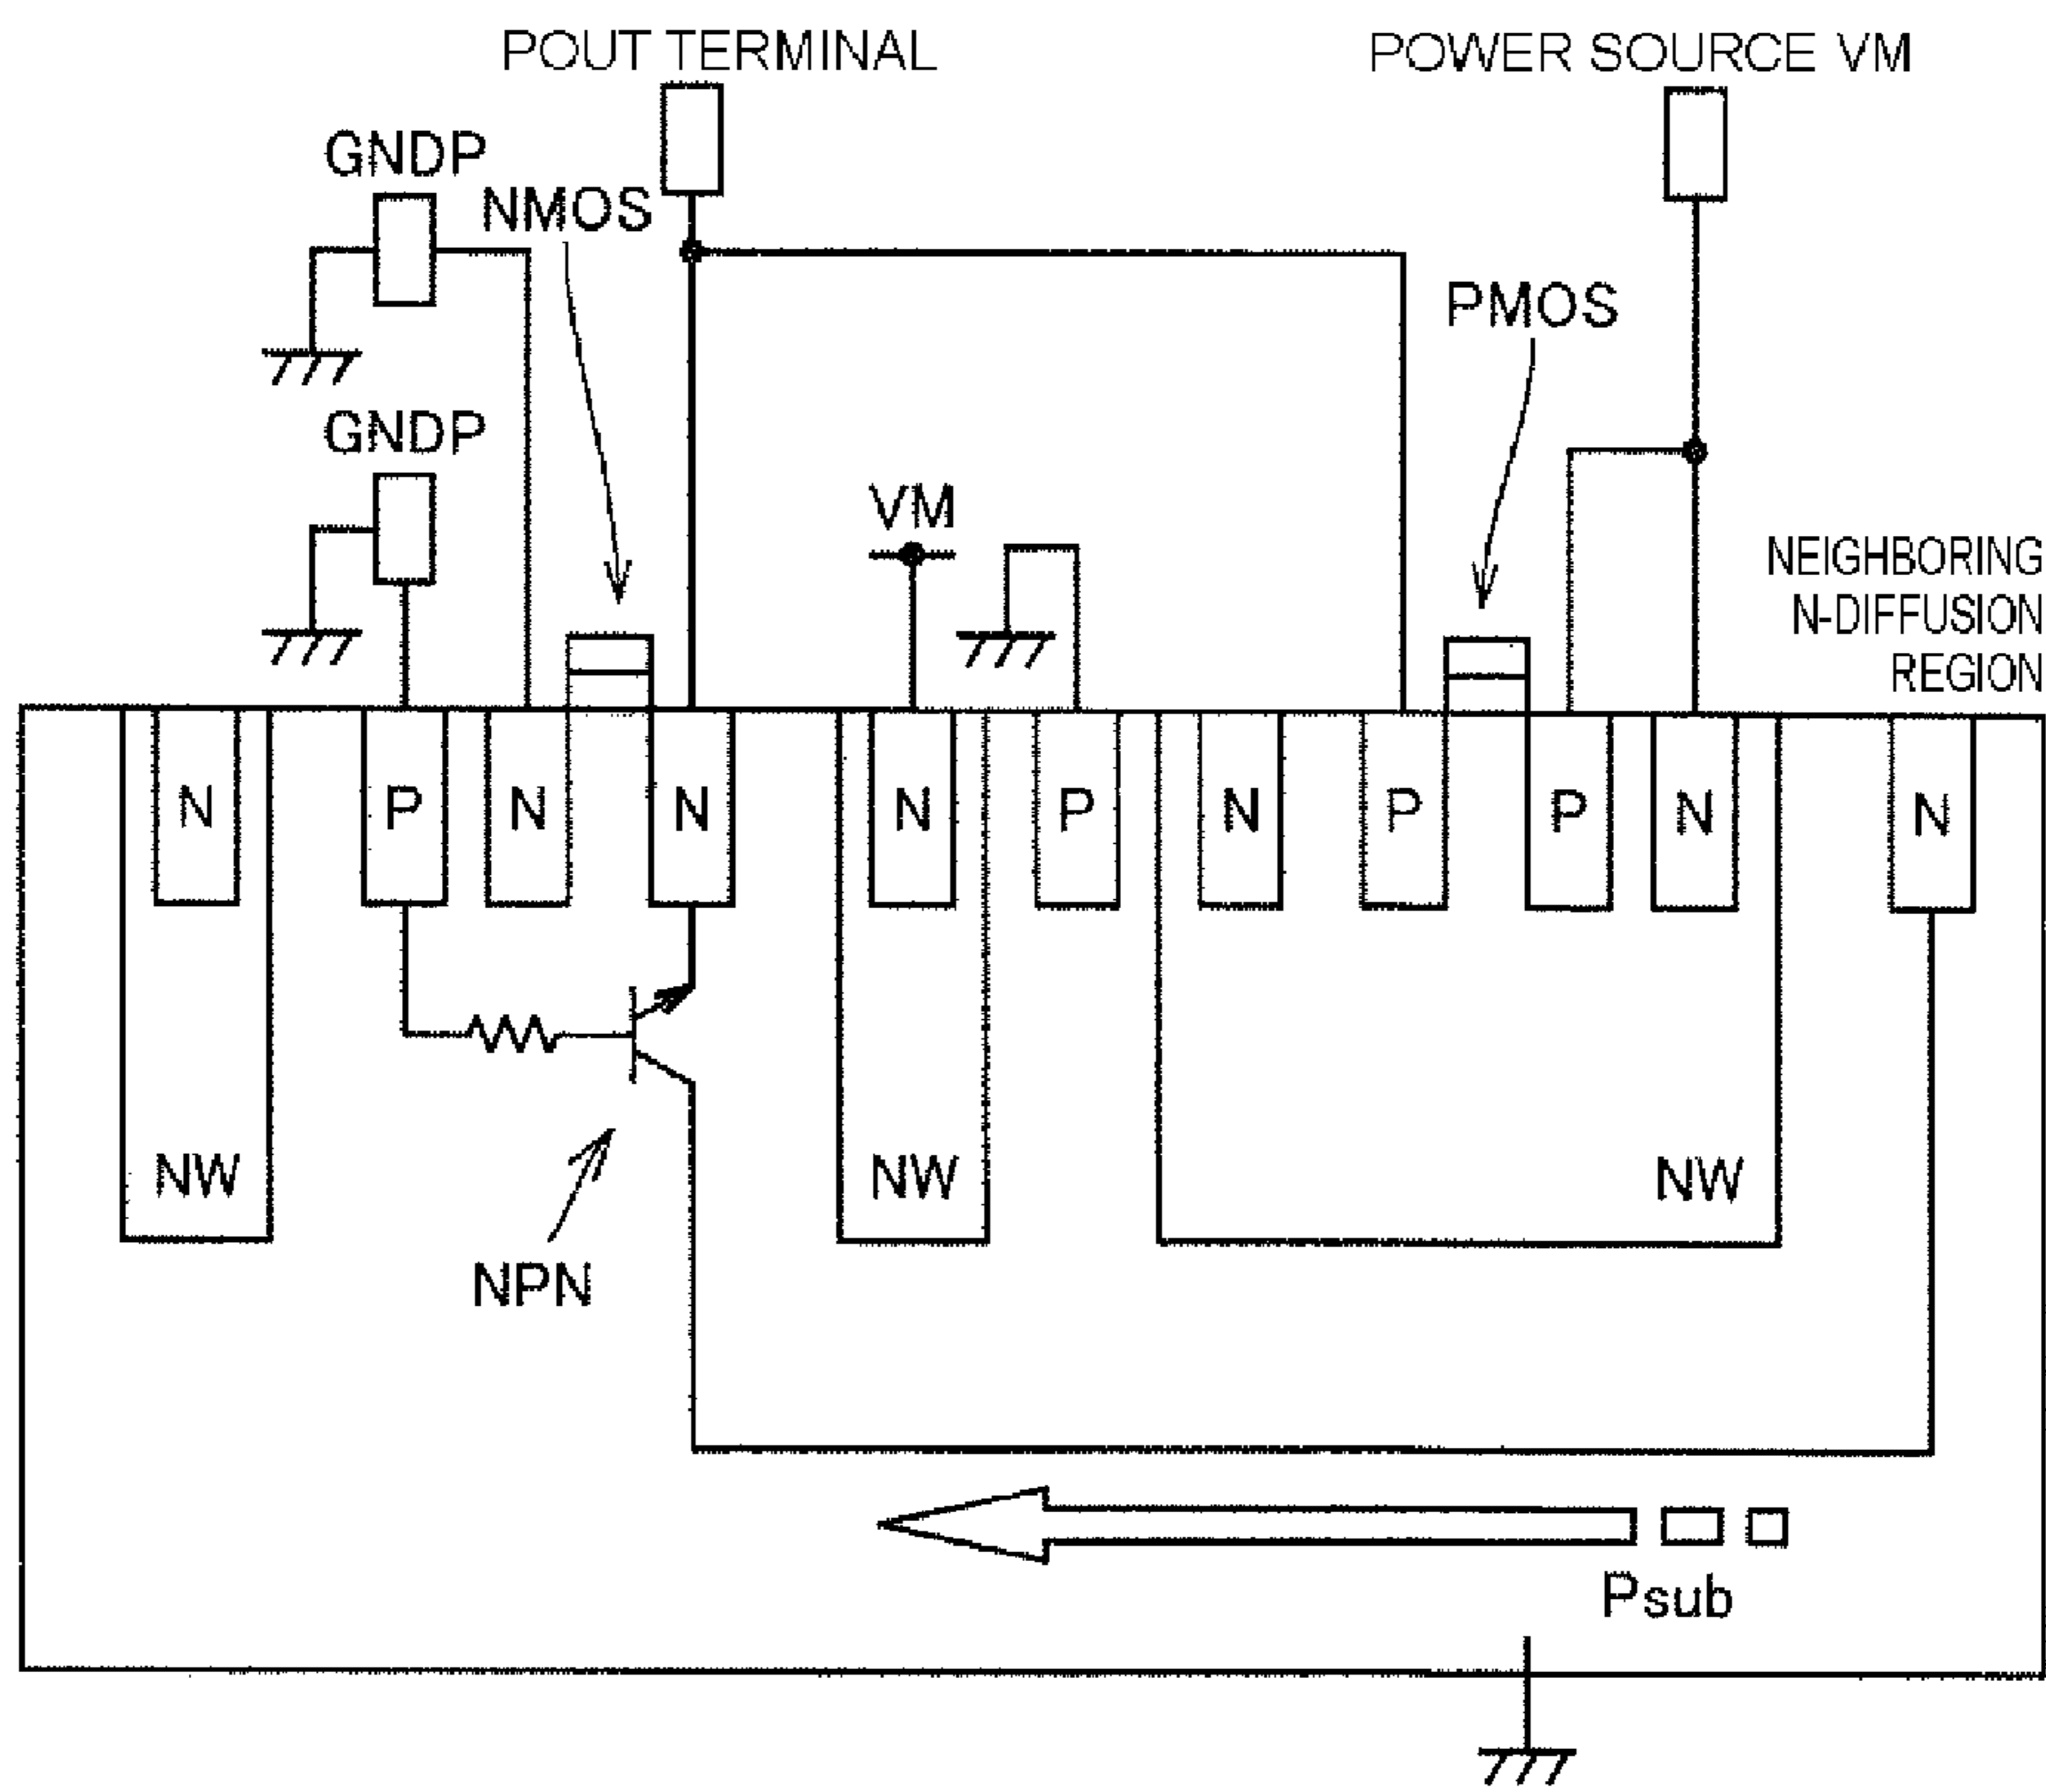 POUT TERMINAL
POWER SOURCE VM
GNDP
NMOS
PMOS
GNDP
VM
NEIGHBORING
N-DIFFUSION
REGION
N
P
N
N
N
P
N
P
P
N
N
NW
NW
NW
NPN
Psub